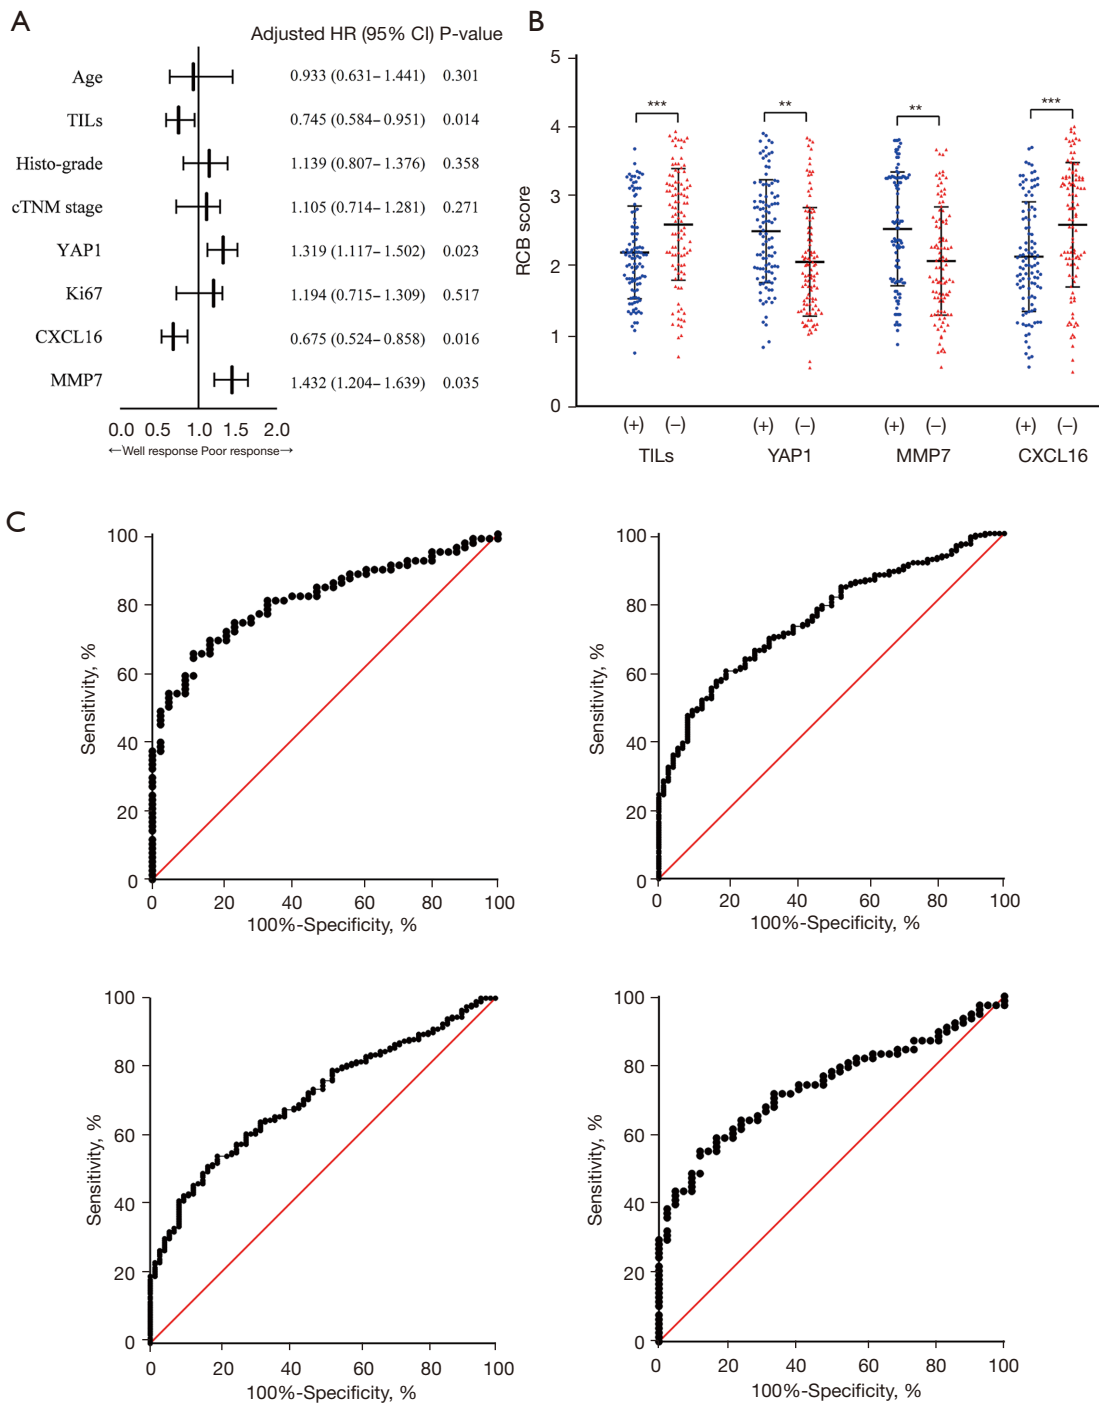 A
Adjusted HR (95% CI) P-value
Age 0.933 (0.631–1.441) 0.301
TILs 0.745 (0.584–0.951) 0.014
Histo-grade 1.139 (0.807–1.376) 0.358
cTNM stage 1.105 (0.714–1.281) 0.271
YAP1 1.319 (1.117–1.502) 0.023
Ki67 1.194 (0.715–1.309) 0.517
CXCL16 0.675 (0.524–0.858) 0.016
MMP7 1.432 (1.204–1.639) 0.035
0.0 0.5 1.0 1.5 2.0
←Well response Poor response→
B
RCB score
5
4
3
2
1
0
*** ** ** ***
(+) (−) (+) (−) (+) (−) (+) (−)
TILs YAP1 MMP7 CXCL16
C
Sensitivity, %
100
80
60
40
20
0
0 20 40 60 80 100
100%-Specificity, %
Sensitivity, %
100
80
60
40
20
0
0 20 40 60 80 100
100%-Specificity, %
Sensitivity, %
100
80
60
40
20
0
0 20 40 60 80 100
100%-Specificity, %
Sensitivity, %
100
80
60
40
20
0
0 20 40 60 80 100
100%-Specificity, %